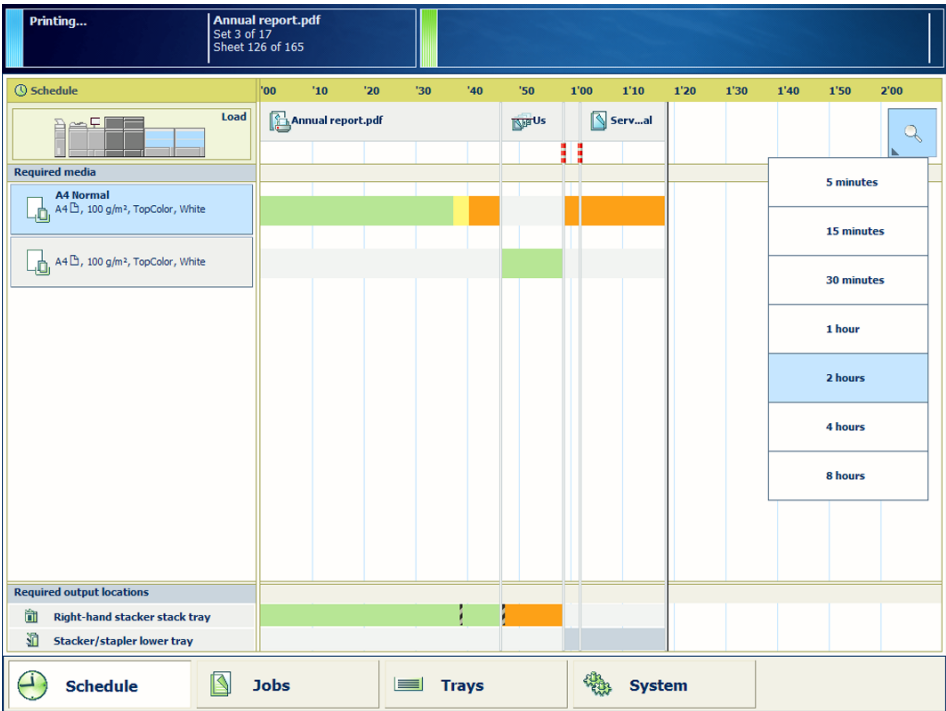 Printing...
Annual report.pdf
Set 3 of 17
Sheet 126 of 165
Schedule
'00 '10 '20 '30 '40 '50 1'00 1'10 1'20 1'30 1'40 1'50 2'00
Load
Annual report.pdf
Us
Serv...al
Required media
A4 Normal
A4, 100 g/m², TopColor, White
A4, 100 g/m², TopColor, White
5 minutes
15 minutes
30 minutes
1 hour
2 hours
4 hours
8 hours
Required output locations
Right-hand stacker stack tray
Stacker/stapler lower tray
Schedule
Jobs
Trays
System